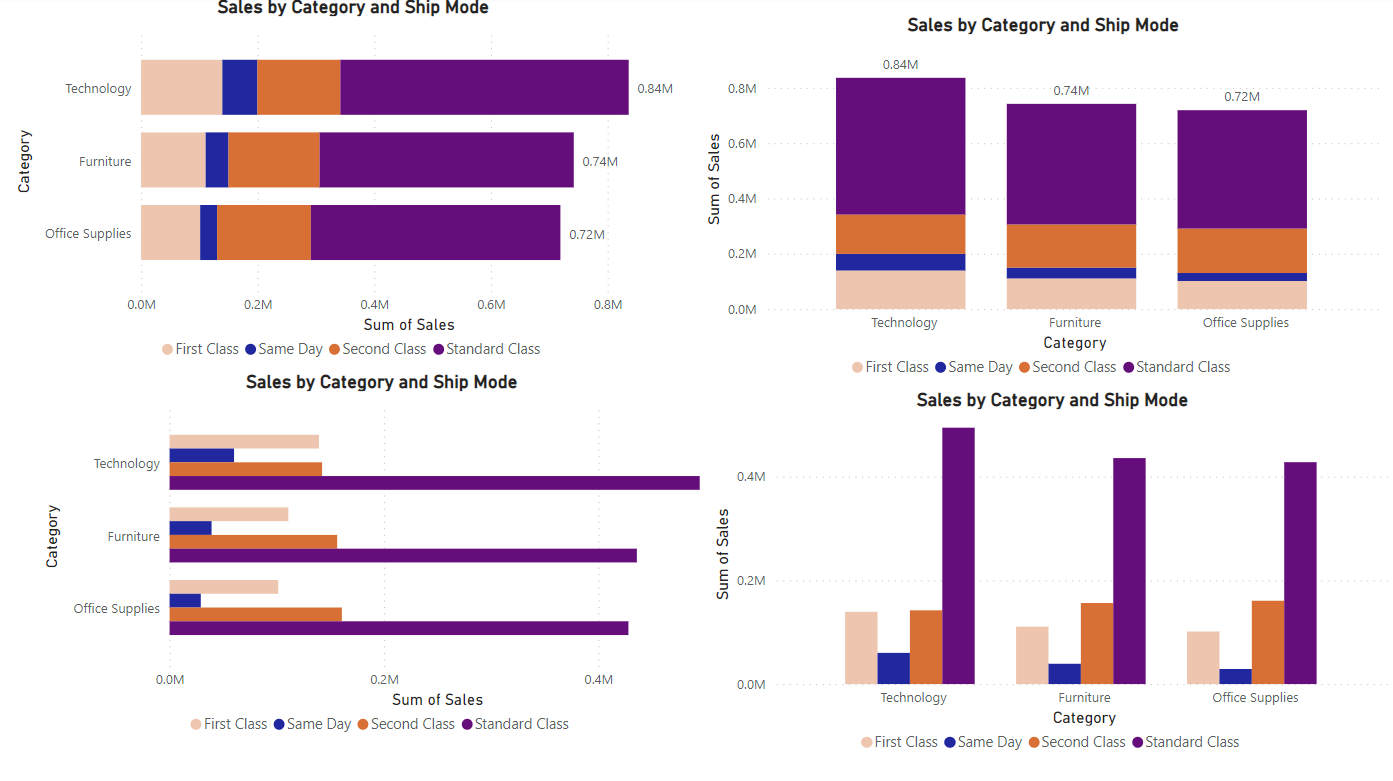 Sales by Category and Ship Mode
Category
Technology
0.84M
Furniture
0.74M
Office Supplies
0.72M
0.0M 0.2M 0.4M 0.6M 0.8M
Sum of Sales
First Class Same Day Second Class Standard Class
Sales by Category and Ship Mode
Sum of Sales
0.84M
0.74M
0.72M
0.8M
0.6M
0.4M
0.2M
0.0M
Technology Furniture Office Supplies
Category
First Class Same Day Second Class Standard Class
Sales by Category and Ship Mode
Category
Technology
Furniture
Office Supplies
0.0M 0.2M 0.4M
Sum of Sales
First Class Same Day Second Class Standard Class
Sales by Category and Ship Mode
Sum of Sales
0.4M
0.2M
0.0M
Technology Furniture Office Supplies
Category
First Class Same Day Second Class Standard Class